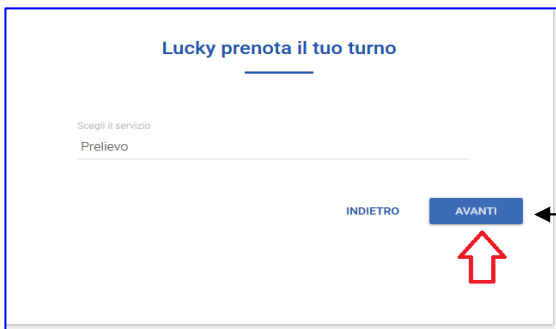 Lucky prenota il tuo turno
Scegli il servizio
Prelievo
INDIETRO AVANTI